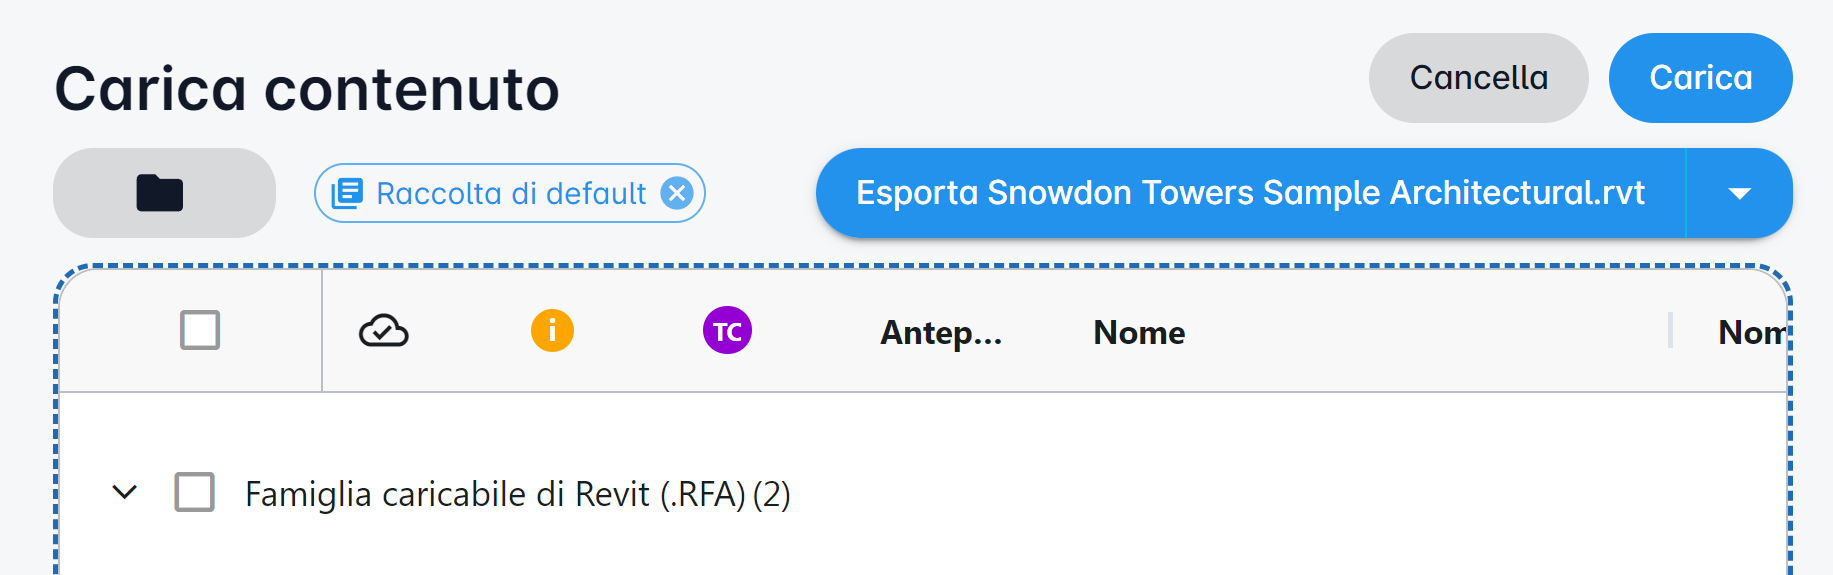 Carica contenuto
Cancella
Carica
Raccolta di default
Esporta Snowdon Towers Sample Architectural.rvt
i
TC
Antep...
Nome
Nom
Famiglia caricabile di Revit (.RFA) (2)